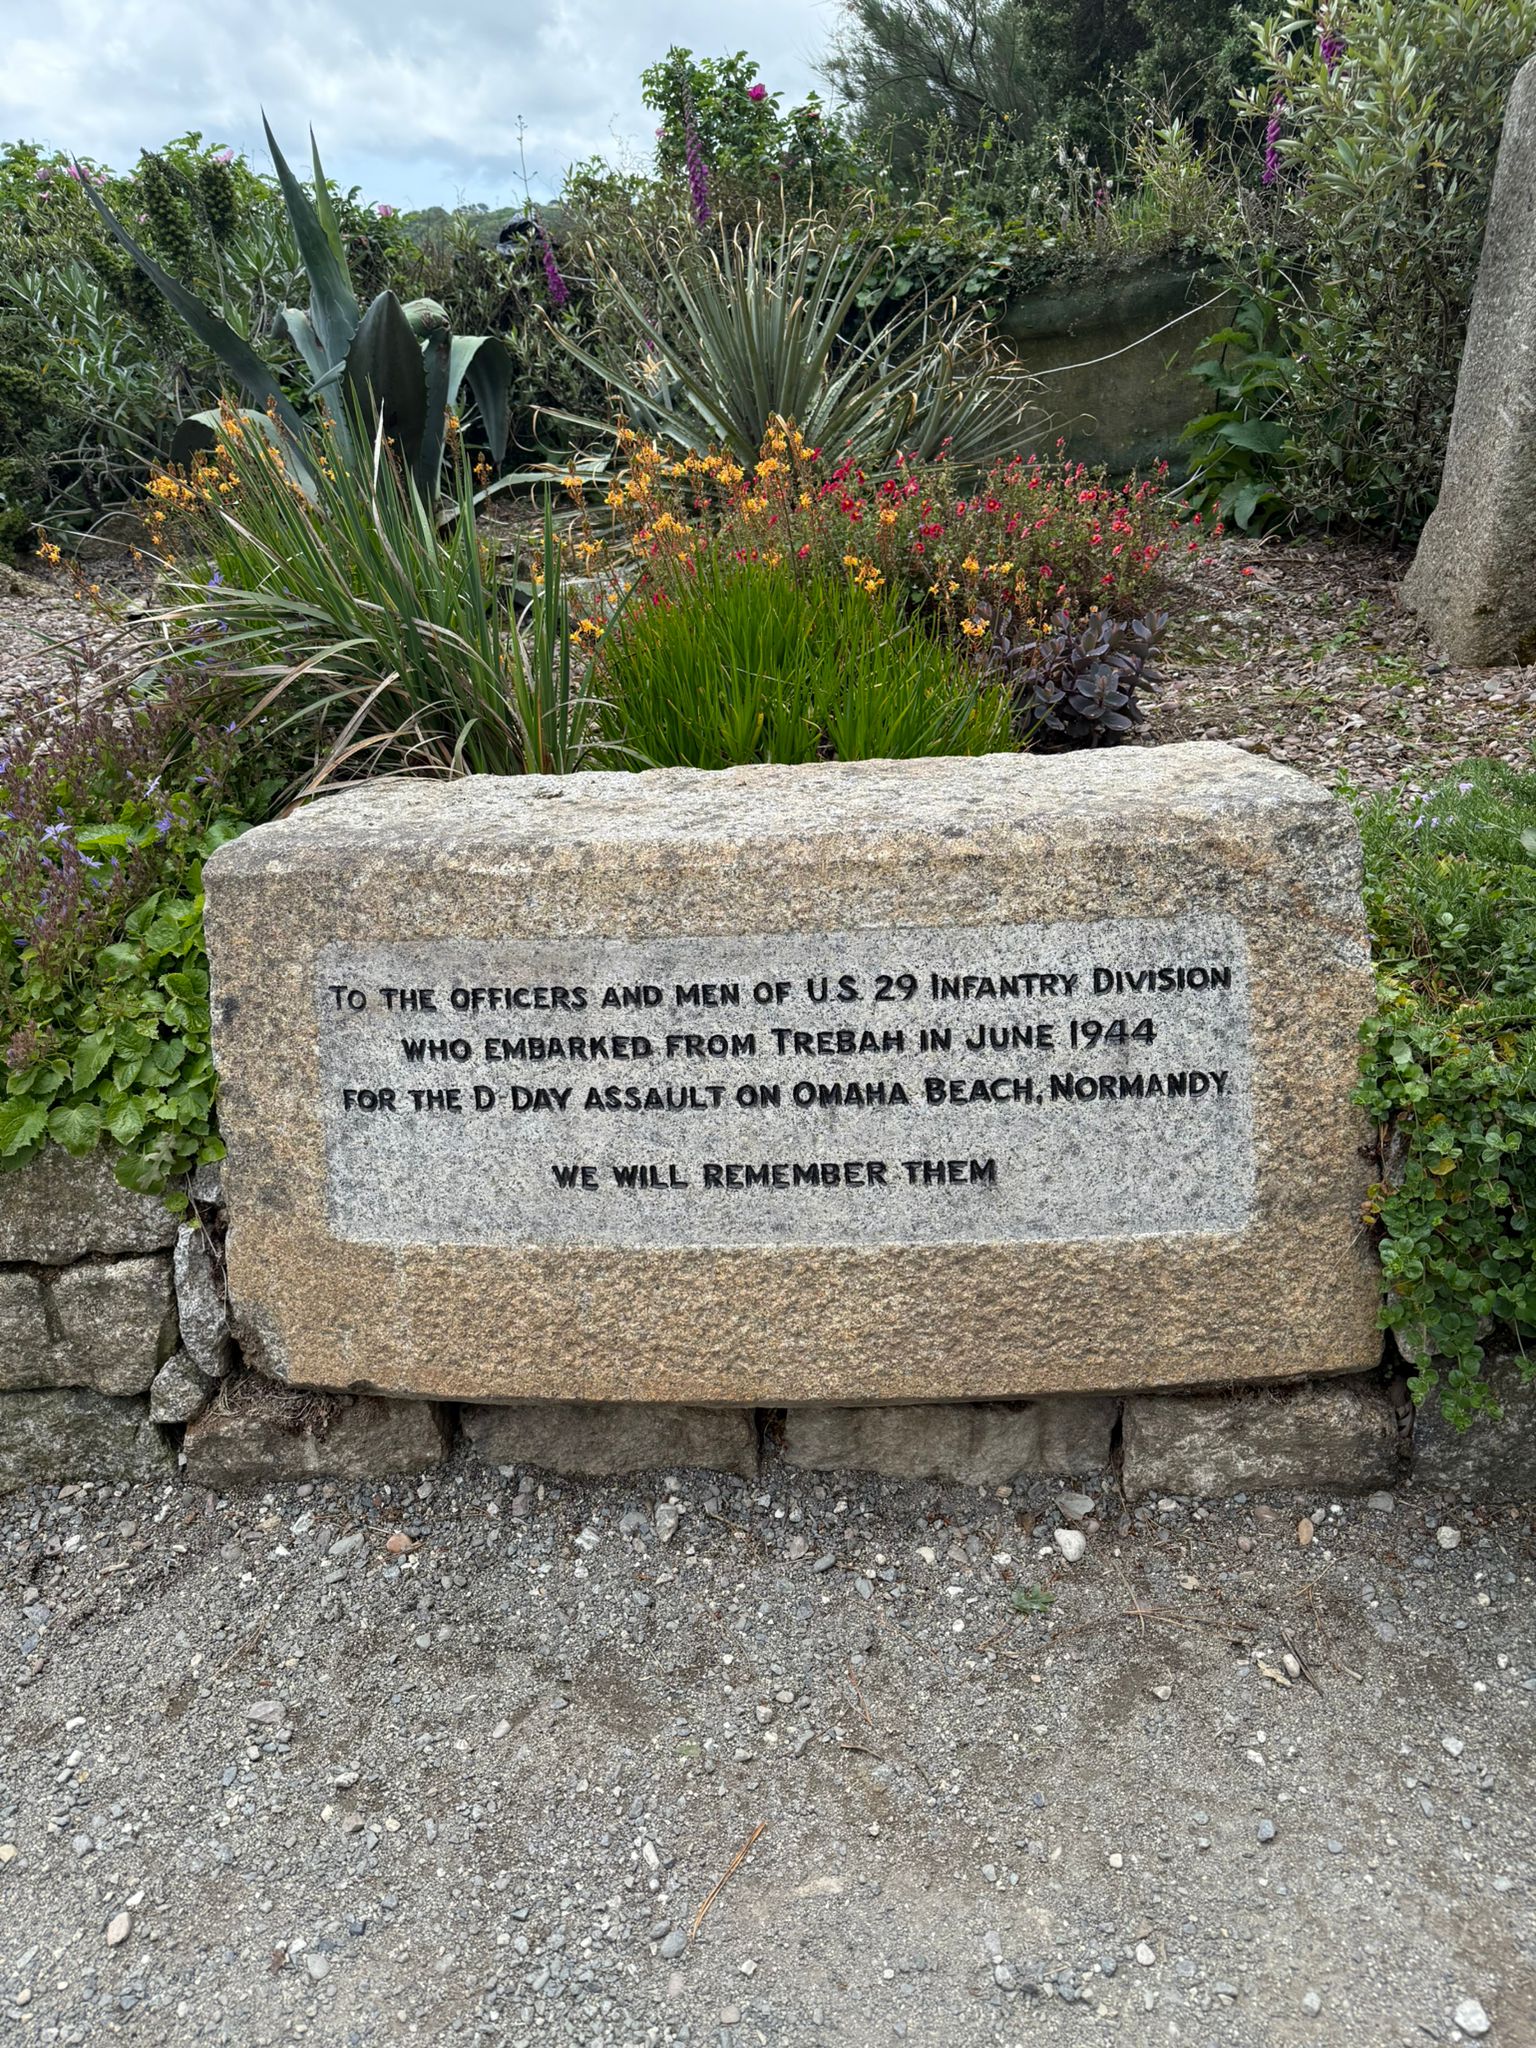 TO THE OFFICERS AND MEN OF U.S. 29 INFANTRY DIVISION
WHO EMBARKED FROM TREBAH IN JUNE 1944
FOR THE D-DAY ASSAULT ON OMAHA BEACH, NORMANDY.
WE WILL REMEMBER THEM